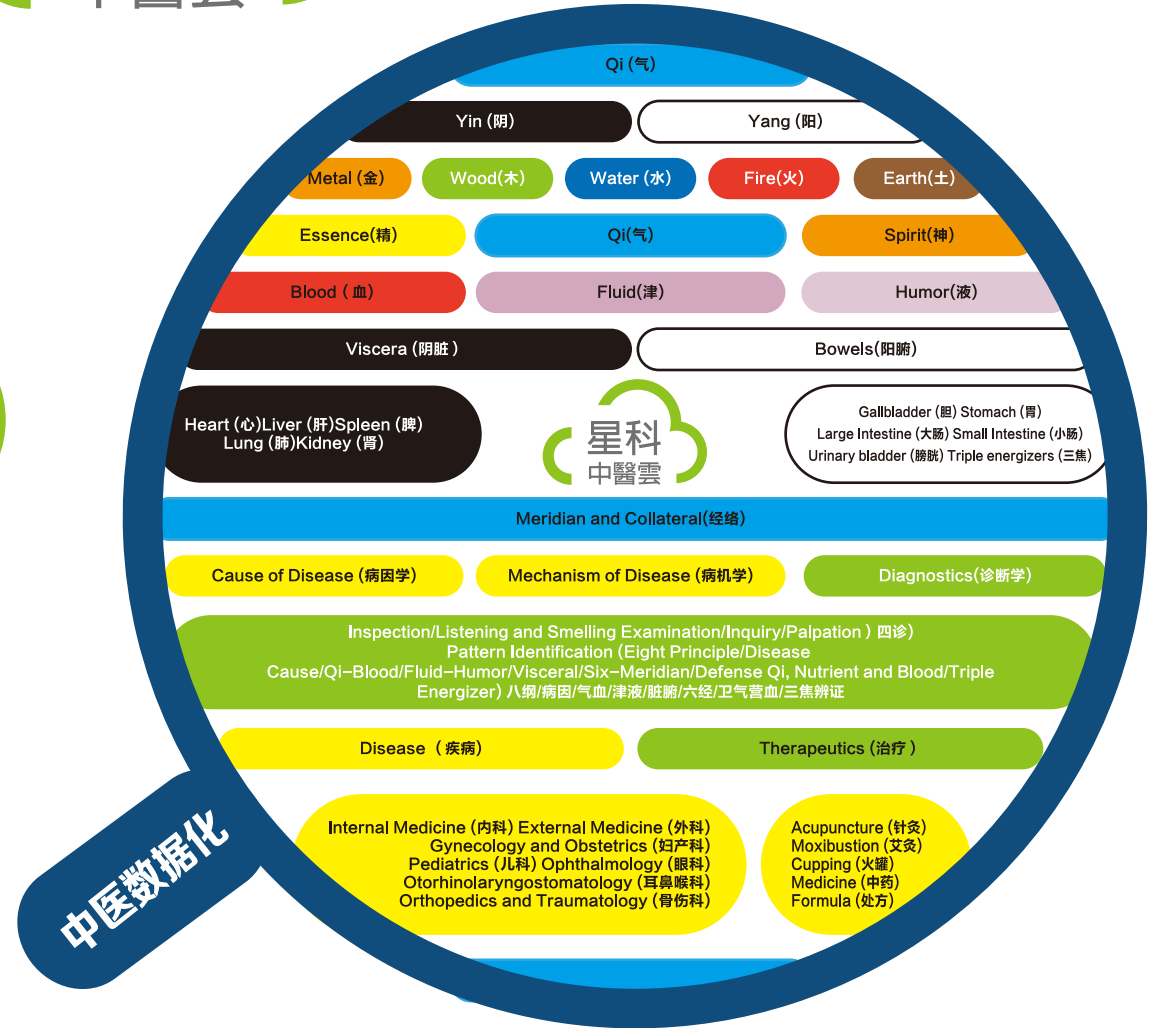 中醫雲
Qi (气)
Yin (阴)
Yang (阳)
Metal (金)
Wood(木)
Water (水)
Fire(火)
Earth(土)
Essence(精)
Qi(气)
Spirit(神)
Blood ( 血)
Fluid(津)
Humor(液)
Viscera (阴脏 )
Bowels(阳腑)
Heart (心)Liver (肝)Spleen (脾)
Lung (肺)Kidney (肾)
星科
中醫雲
Gallbladder (胆) Stomach (胃)
Large Intestine (大肠) Small Intestine (小肠)
Urinary bladder (膀胱) Triple energizers (三焦)
Meridian and Collateral(经络)
Cause of Disease (病因学)
Mechanism of Disease (病机学)
Diagnostics(诊断学)
Inspection/Listening and Smelling Examination/Inquiry/Palpation ) 四诊)
Pattern Identification (Eight Principle/Disease
Cause/Qi-Blood/Fluid-Humor/Visceral/Six-Meridian/Defense Qi, Nutrient and Blood/Triple
Energizer) 八纲/病因/气血/津液/脏腑/六经/卫气营血/三焦辨证
Disease ( 疾病)
Therapeutics (治疗 )
Internal Medicine (内科) External Medicine (外科)
Gynecology and Obstetrics (妇产科)
Pediatrics (儿科) Ophthalmology (眼科)
Otorhinolaryngostomatology (耳鼻喉科)
Orthopedics and Traumatology (骨伤科)
Acupuncture (针灸)
Moxibustion (艾灸)
Cupping (火罐)
Medicine (中药)
Formula (处方)
中医数据化